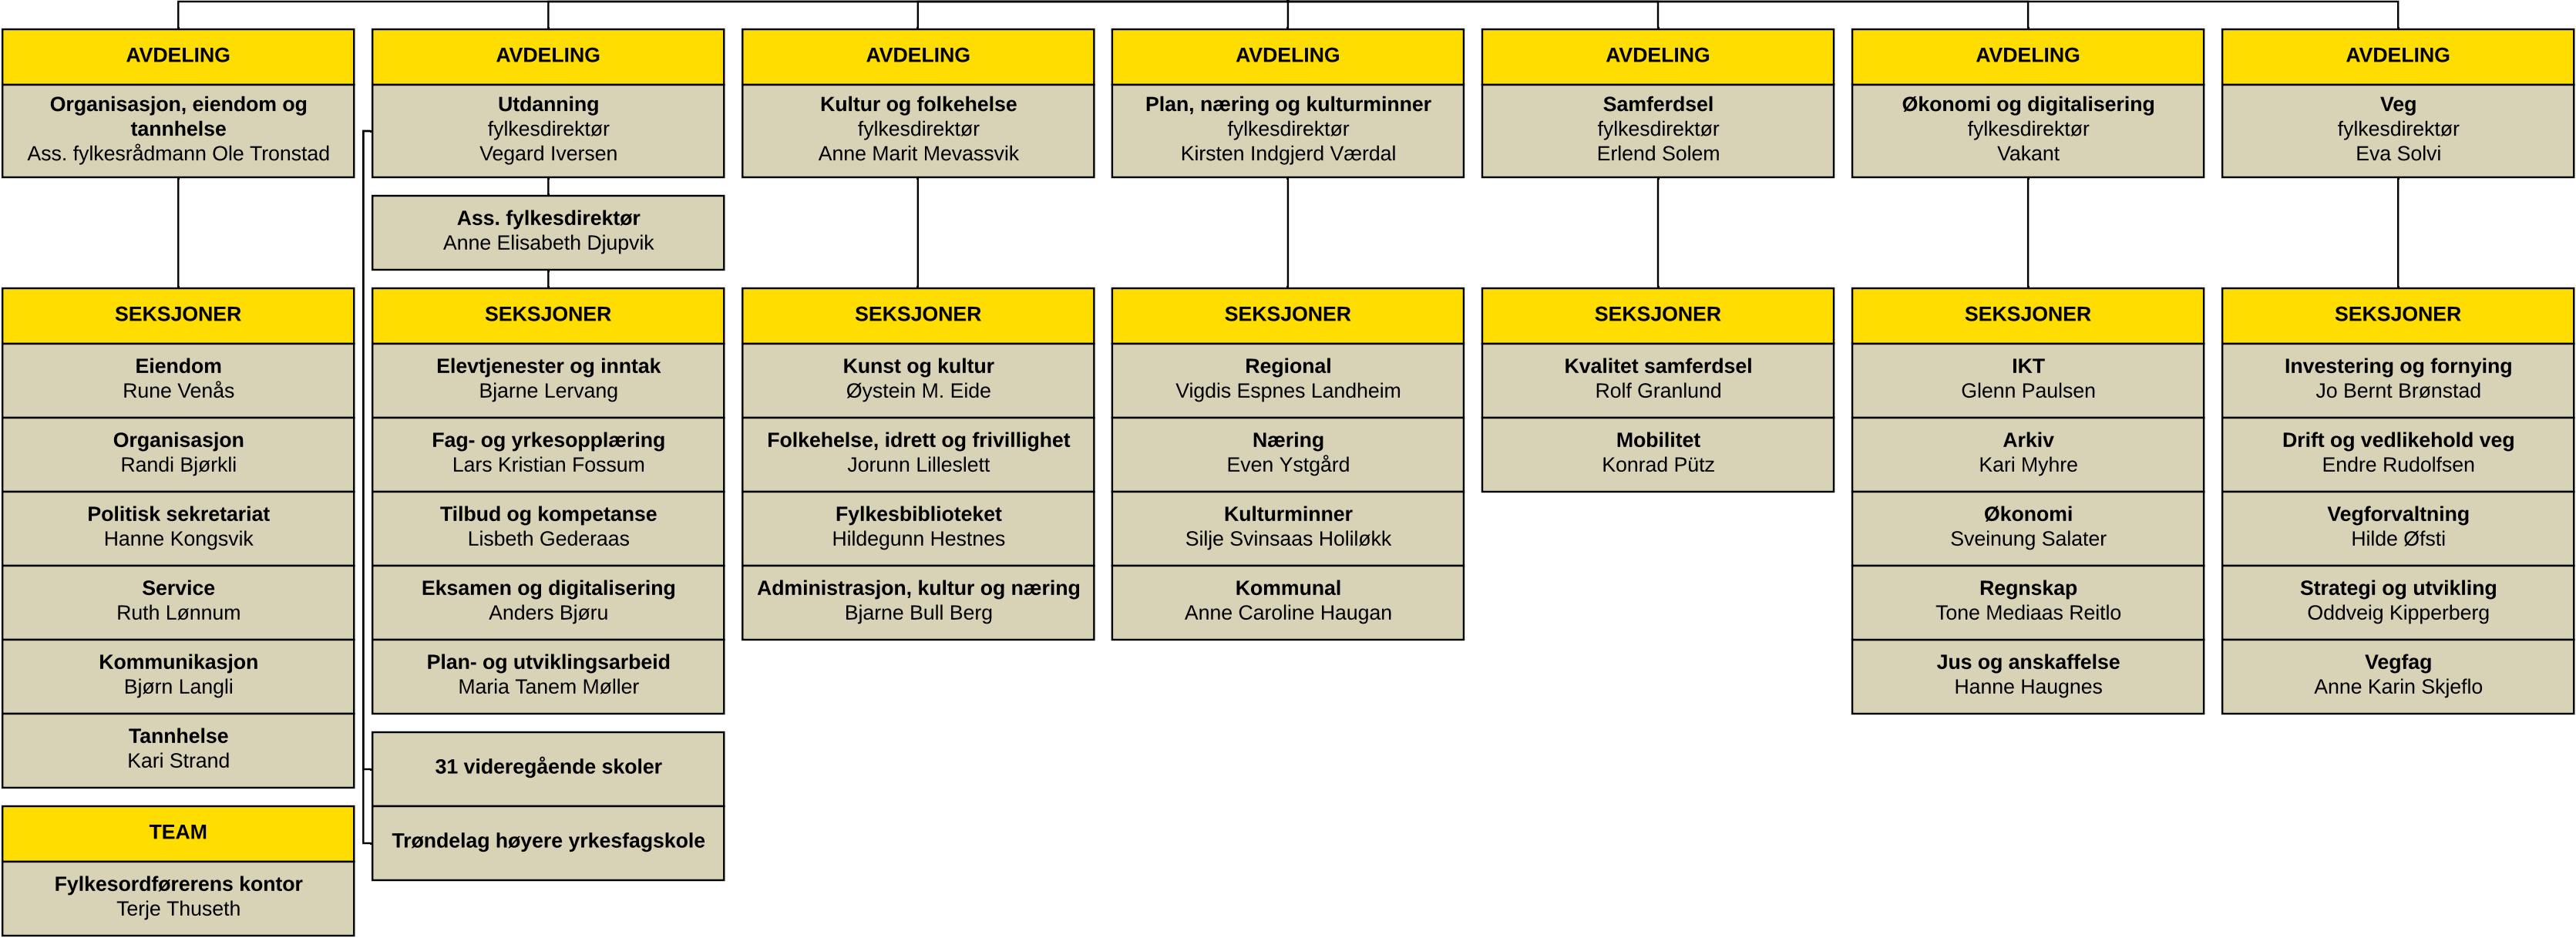 AVDELING
Organisasjon, eiendom og
tannhelse
Ass. fylkesrådmann Ole Tronstad
SEKSJONER
Eiendom
Rune Venås
Organisasjon
Randi Bjørkli
Politisk sekretariat
Hanne Kongsvik
Service
Ruth Lønnum
Kommunikasjon
Bjørn Langli
Tannhelse
Kari Strand
TEAM
Fylkesordførerens kontor
Terje Thuseth
AVDELING
Utdanning
fylkesdirektør
Vegard Iversen
Ass. fylkesdirektør
Anne Elisabeth Djupvik
SEKSJONER
Elevtjenester og inntak
Bjarne Lervang
Fag- og yrkesopplæring
Lars Kristian Fossum
Tilbud og kompetanse
Lisbeth Gederaas
Eksamen og digitalisering
Anders Bjøru
Plan- og utviklingsarbeid
Maria Tanem Møller
31 videregående skoler
Trøndelag høyere yrkesfagskole
AVDELING
Kultur og folkehelse
fylkesdirektør
Anne Marit Mevassvik
SEKSJONER
Kunst og kultur
Øystein M. Eide
Folkehelse, idrett og frivillighet
Jorunn Lilleslett
Fylkesbiblioteket
Hildegunn Hestnes
Administrasjon, kultur og næring
Bjarne Bull Berg
AVDELING
Plan, næring og kulturminner
fylkesdirektør
Kirsten Indgjerd Værdal
SEKSJONER
Regional
Vigdis Espnes Landheim
Næring
Even Ystgård
Kulturminner
Silje Svinsaas Holiløkk
Kommunal
Anne Caroline Haugan
AVDELING
Samferdsel
fylkesdirektør
Erlend Solem
SEKSJONER
Kvalitet samferdsel
Rolf Granlund
Mobilitet
Konrad Pütz
AVDELING
Økonomi og digitalisering
fylkesdirektør
Vakant
SEKSJONER
IKT
Glenn Paulsen
Arkiv
Kari Myhre
Økonomi
Sveinung Salater
Regnskap
Tone Mediaas Reitlo
Jus og anskaffelse
Hanne Haugnes
AVDELING
Veg
fylkesdirektør
Eva Solvi
SEKSJONER
Investering og fornying
Jo Bernt Brønstad
Drift og vedlikehold veg
Endre Rudolfsen
Vegforvaltning
Hilde Øfsti
Strategi og utvikling
Oddveig Kipperberg
Vegfag
Anne Karin Skjeflo